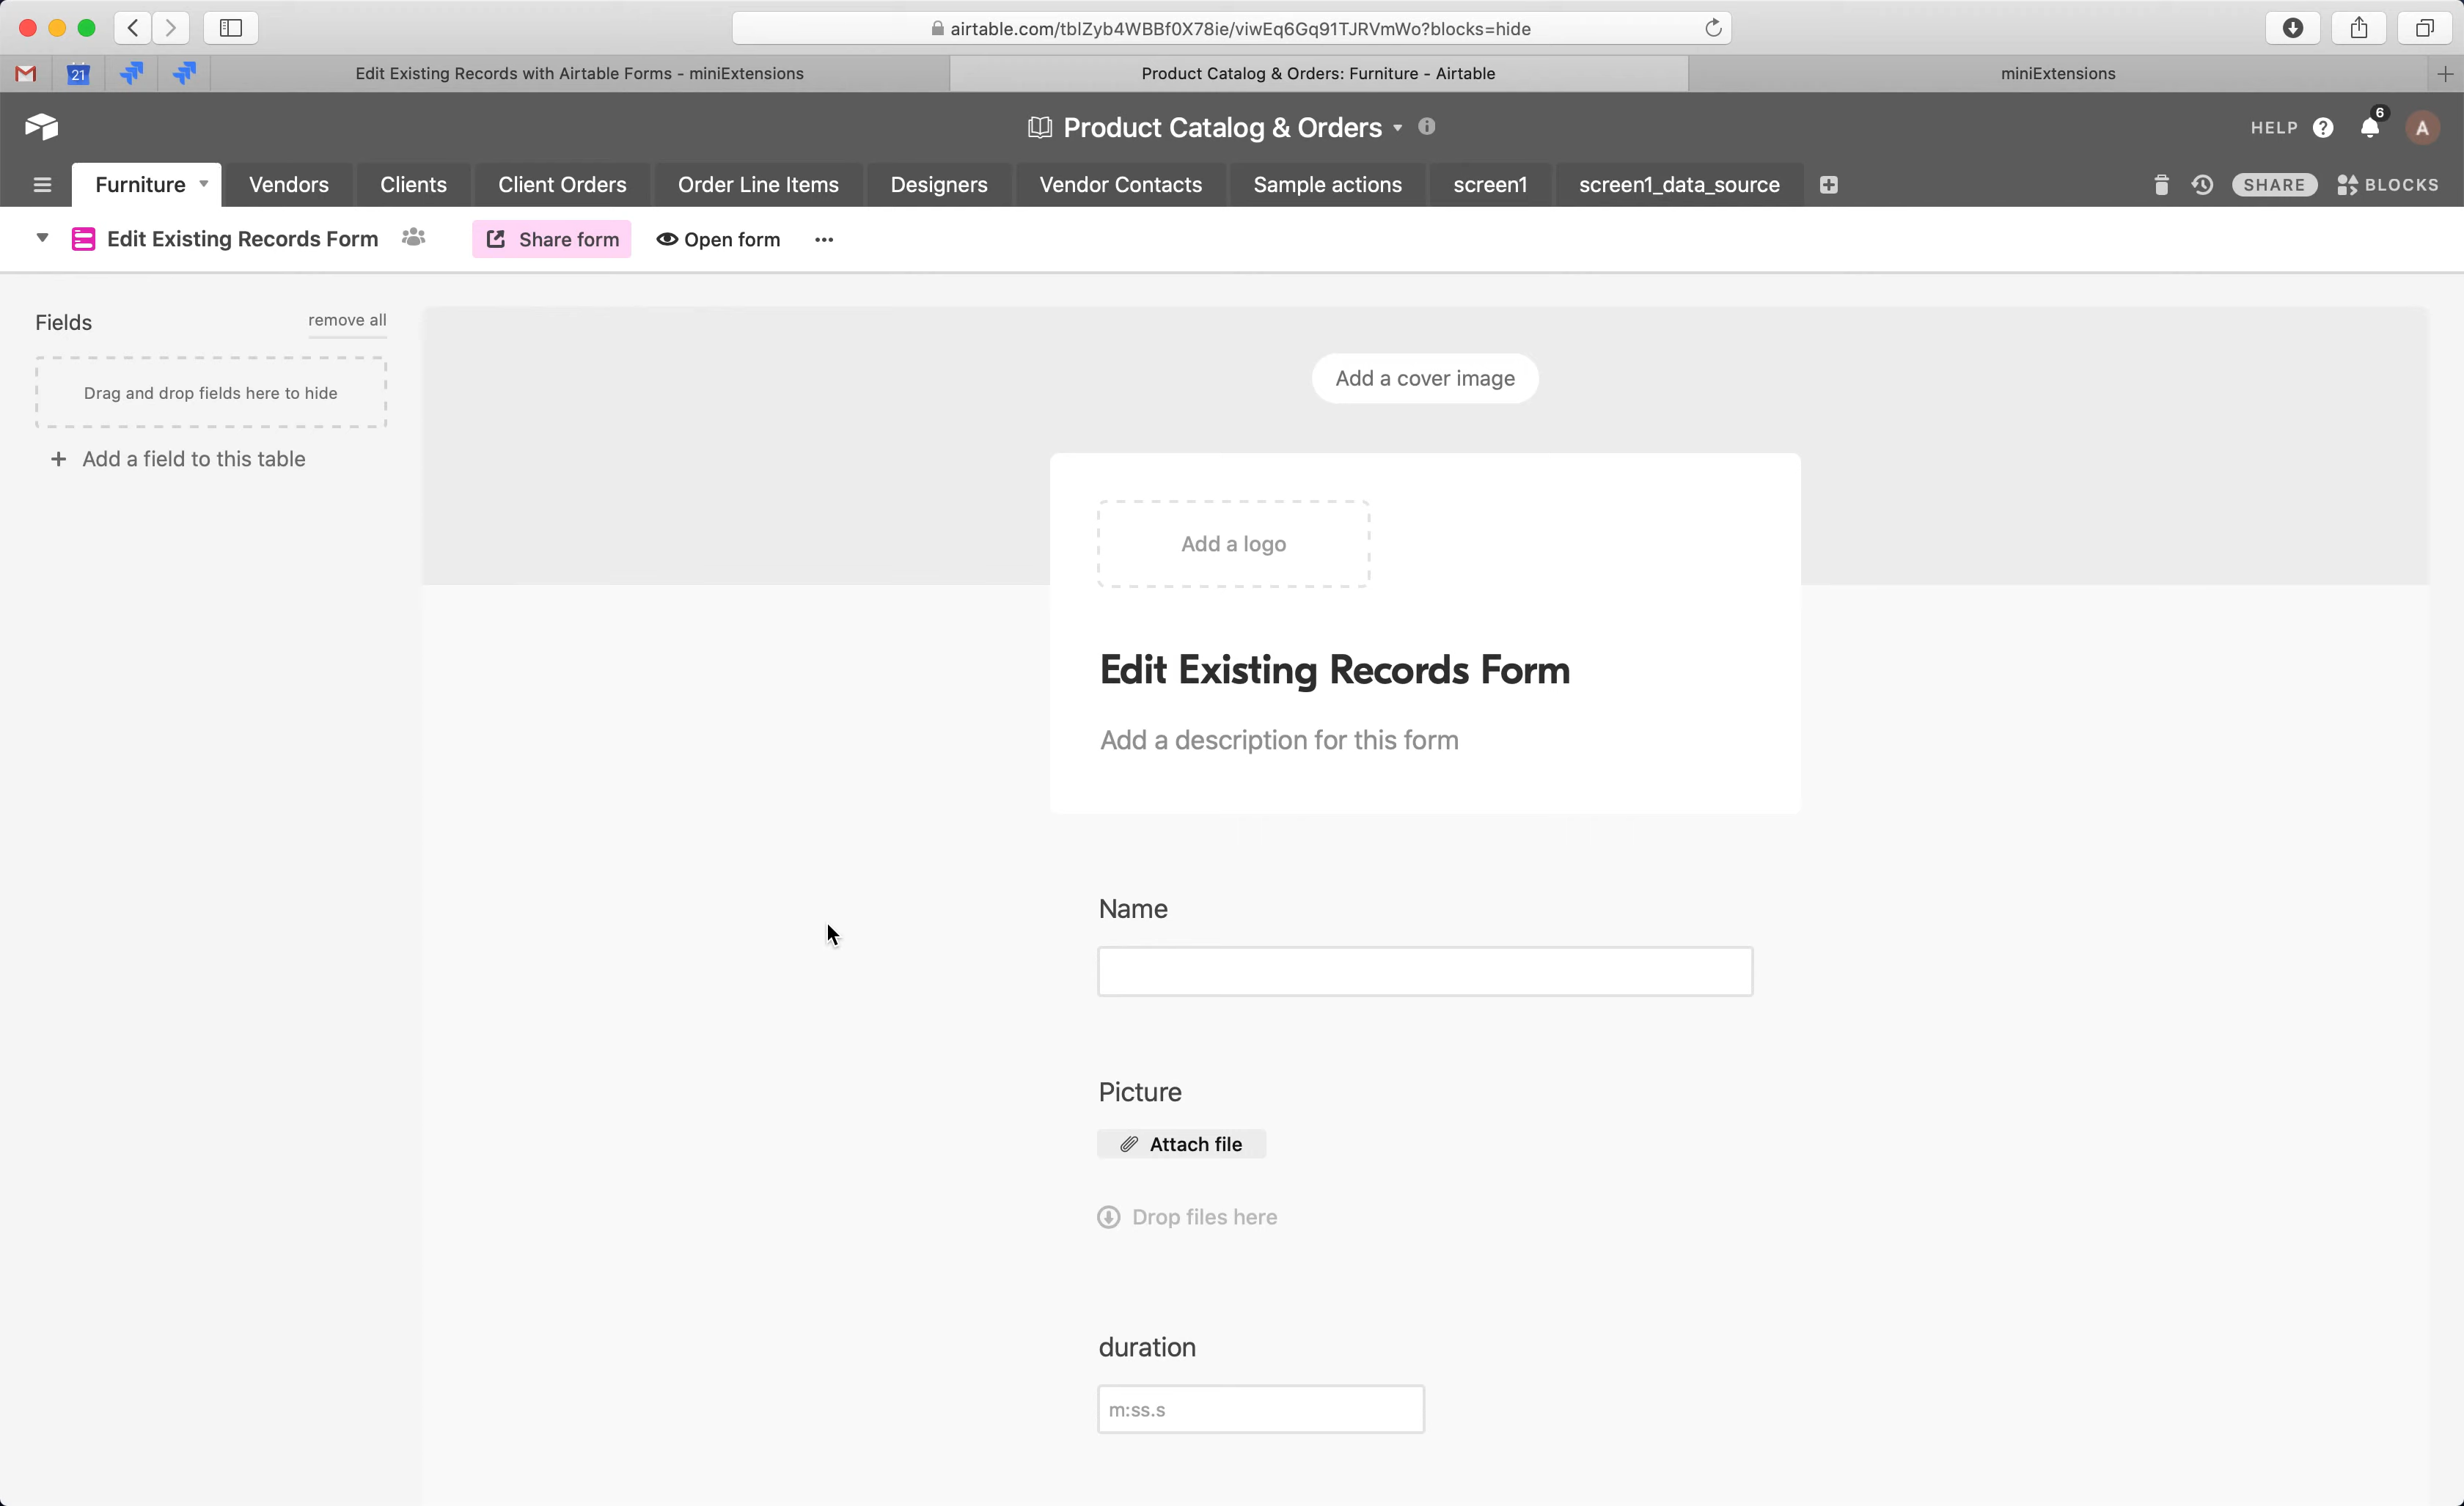 airtable.com/tblZyb4WBBf0X78ie/viwEq6Gq91TJRVmWo?blocks=hide
21
Edit Existing Records with Airtable Forms - miniExtensions
Product Catalog & Orders: Furniture - Airtable
miniExtensions
Product Catalog & Orders
HELP
6
A
Furniture
Vendors
Clients
Client Orders
Order Line Items
Designers
Vendor Contacts
Sample actions
screen1
screen1_data_source
SHARE
BLOCKS
Edit Existing Records Form
Share form
Open form
Fields
remove all
Drag and drop fields here to hide
+ Add a field to this table
Add a cover image
Add a logo
Edit Existing Records Form
Add a description for this form
Name
Picture
Attach file
Drop files here
duration
m:ss.s